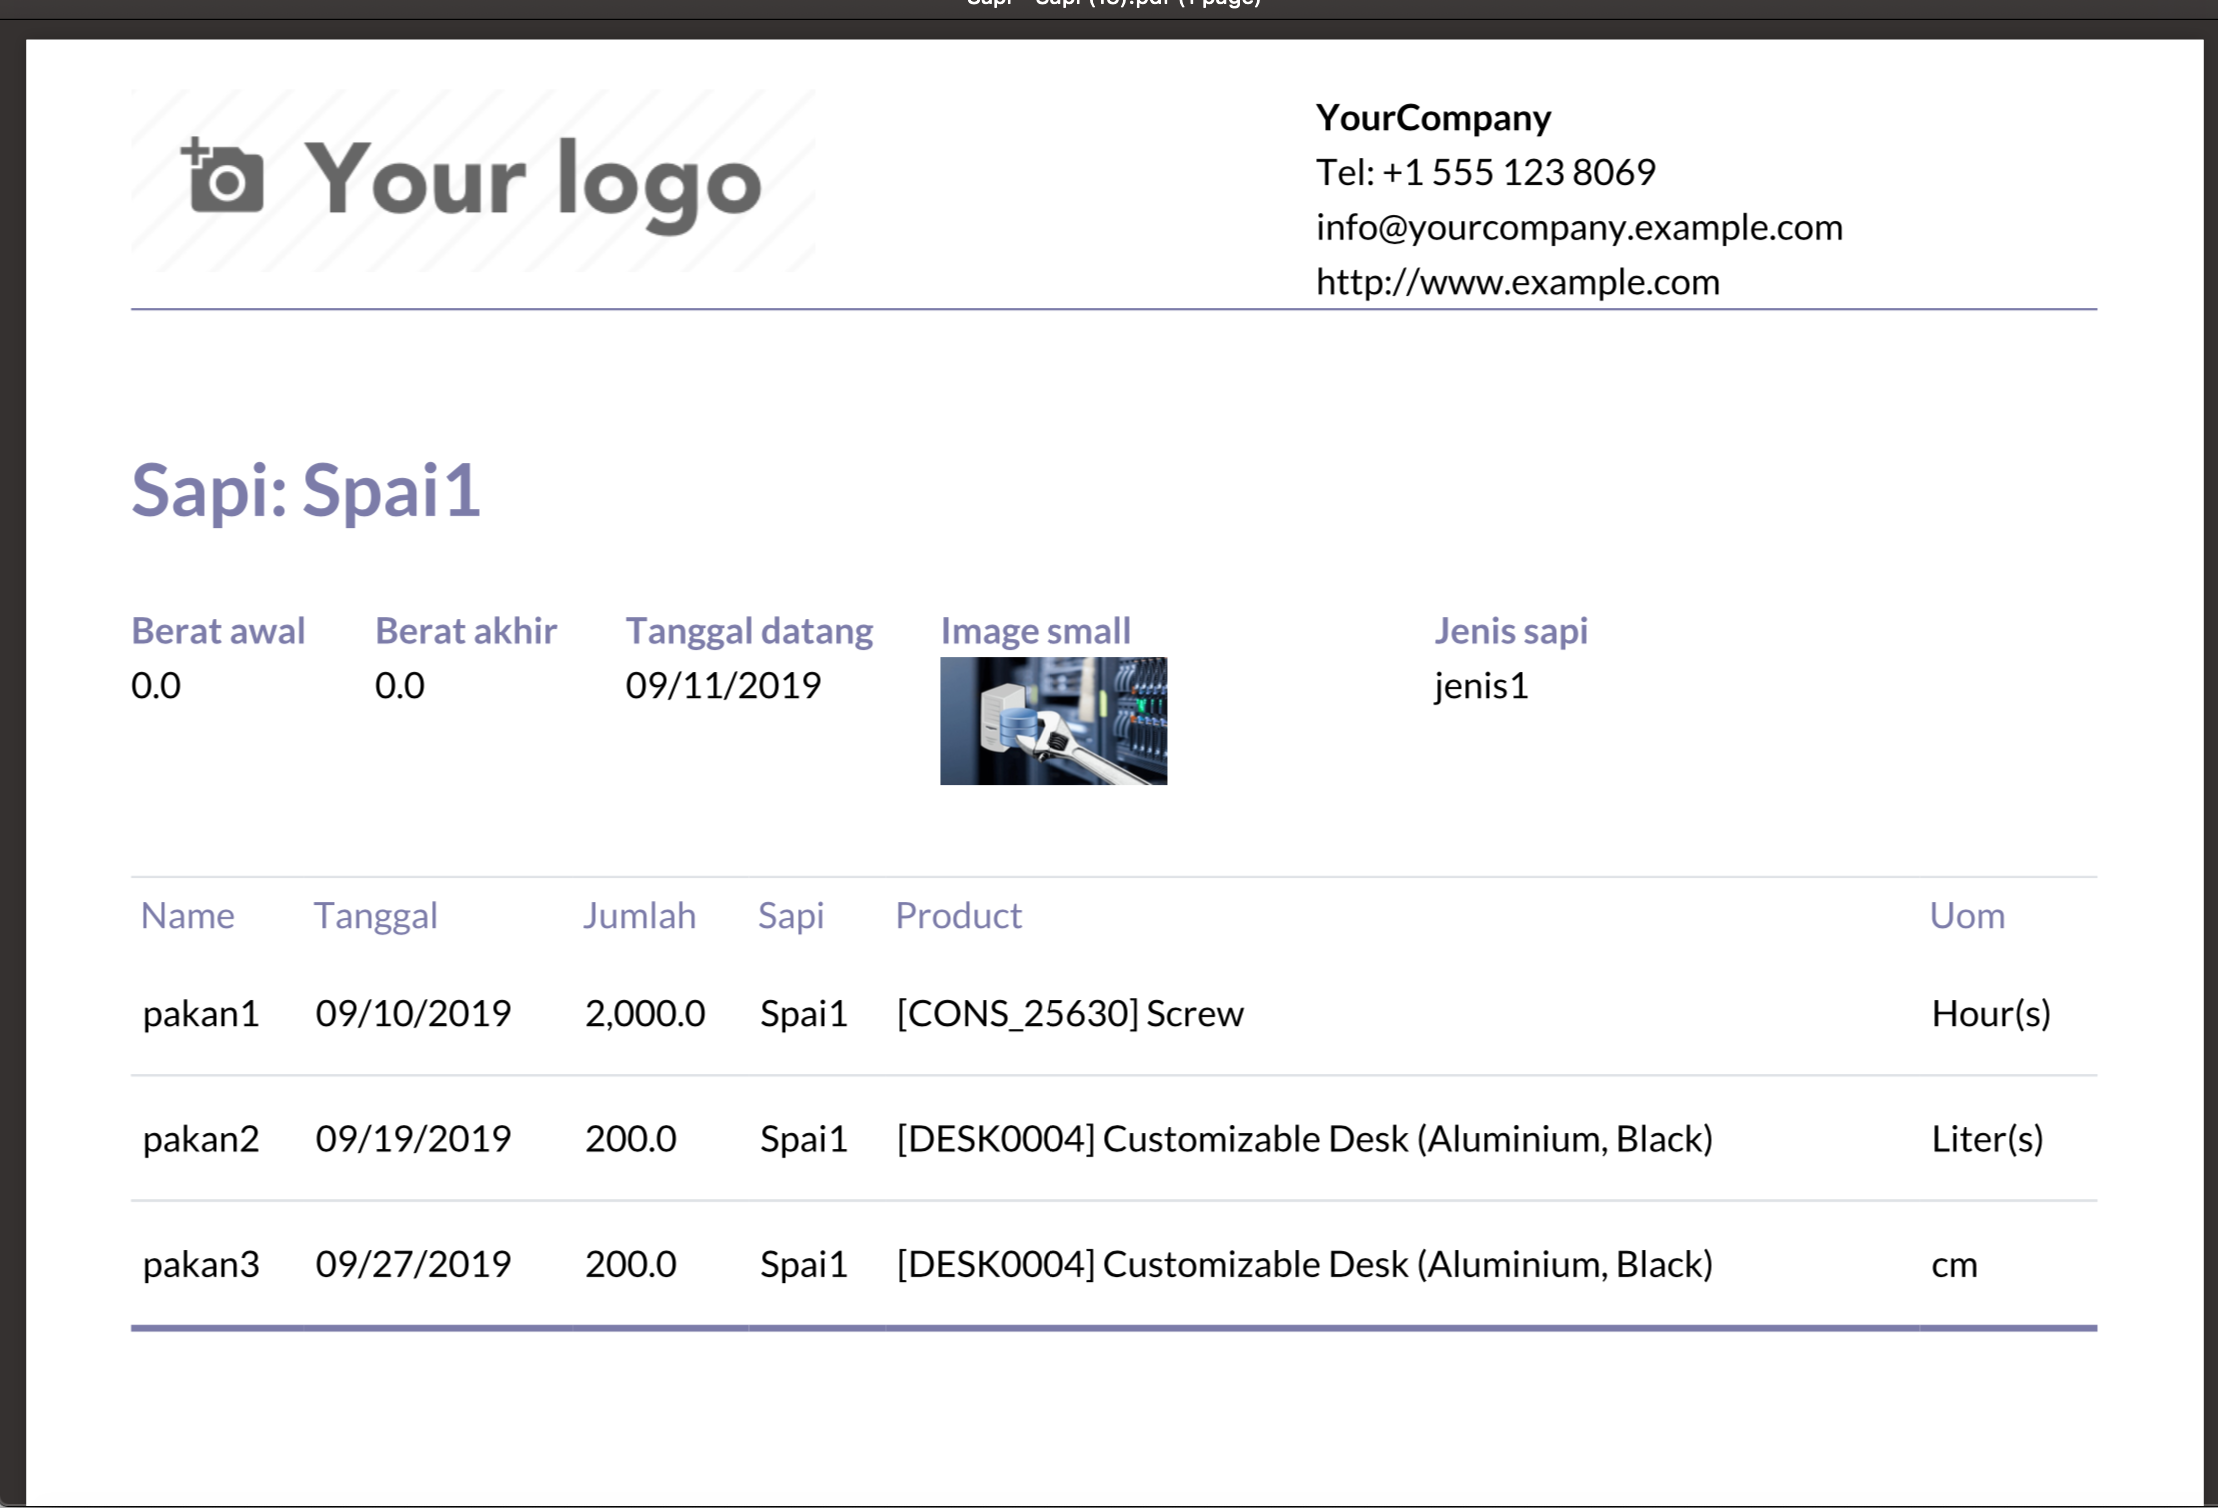 Your logo
YourCompany
Tel: +1 555 123 8069
info@yourcompany.example.com
http://www.example.com
Sapi: Spai1
Berat awal Berat akhir Tanggal datang Image small Jenis sapi
0.0 0.0 09/11/2019 jenis1
Name Tanggal Jumlah Sapi Product Uom
pakan1 09/10/2019 2,000.0 Spai1 [CONS_25630] Screw Hour(s)
pakan2 09/19/2019 200.0 Spai1 [DESK0004] Customizable Desk (Aluminium, Black) Liter(s)
pakan3 09/27/2019 200.0 Spai1 [DESK0004] Customizable Desk (Aluminium, Black) cm